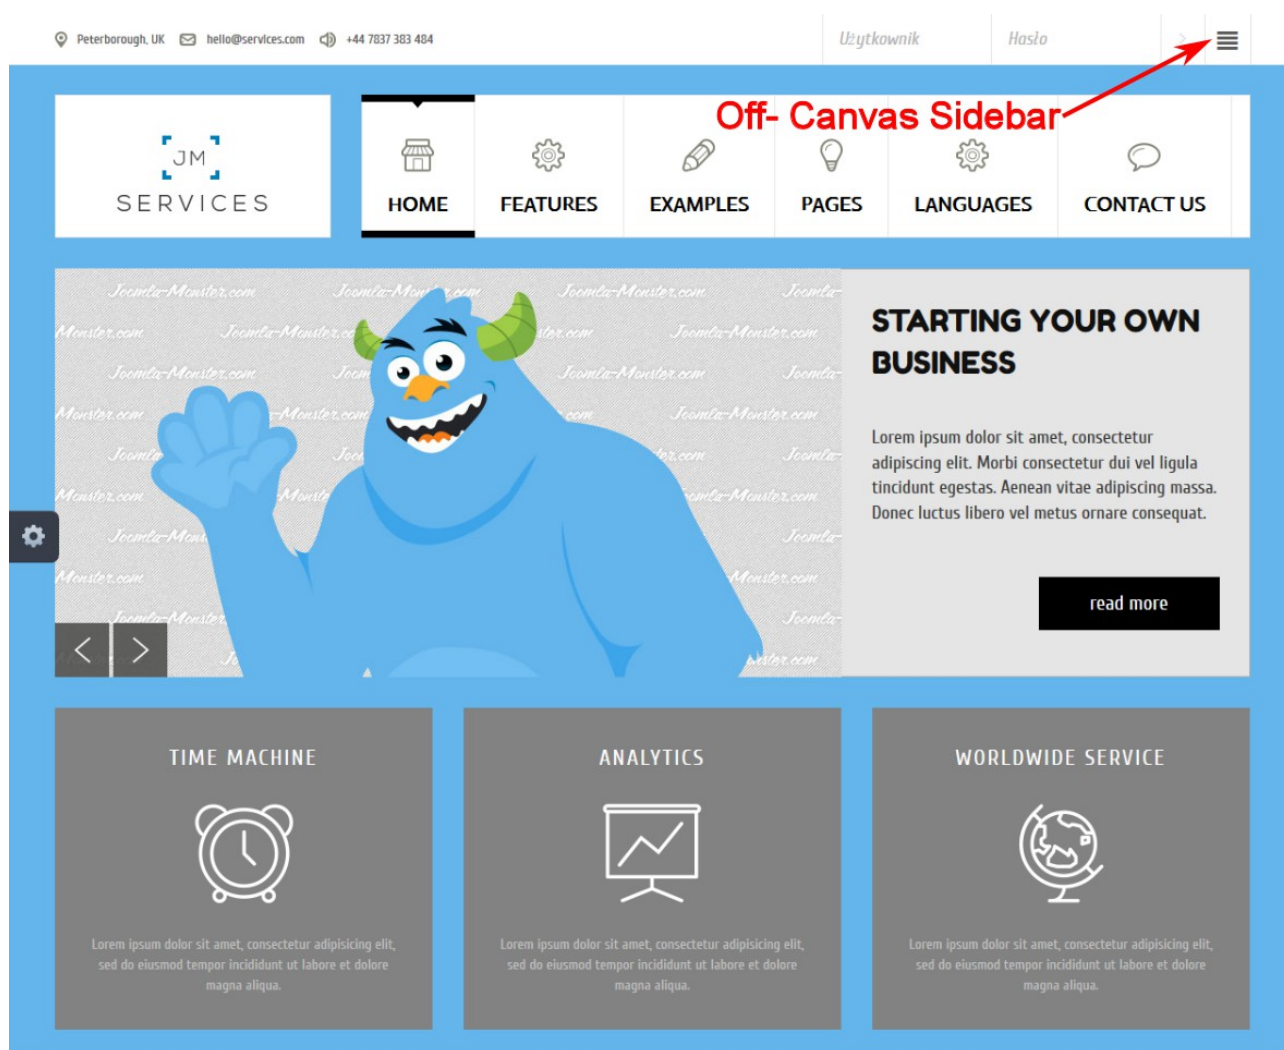 Peterborough, UK hello@services.com +44 7837 383 484 Użytkownik Hasło
Off- Canvas Sidebar
JM
SERVICES
HOME FEATURES EXAMPLES PAGES LANGUAGES CONTACT US
Joomla-Monster.com
STARTING YOUR OWN
BUSINESS
Lorem ipsum dolor sit amet, consectetur
adipiscing elit. Morbi consectetur dui vel ligula
tincidunt egestas. Aenean vitae adipiscing massa.
Donec luctus libero vel metus ornare consequat.
read more
TIME MACHINE
Lorem ipsum dolor sit amet, consectetur adipisicing elit,
sed do eiusmod tempor incididunt ut labore et dolore
magna aliqua.
ANALYTICS
Lorem ipsum dolor sit amet, consectetur adipisicing elit,
sed do eiusmod tempor incididunt ut labore et dolore
magna aliqua.
WORLDWIDE SERVICE
Lorem ipsum dolor sit amet, consectetur adipisicing elit,
sed do eiusmod tempor incididunt ut labore et dolore
magna aliqua.